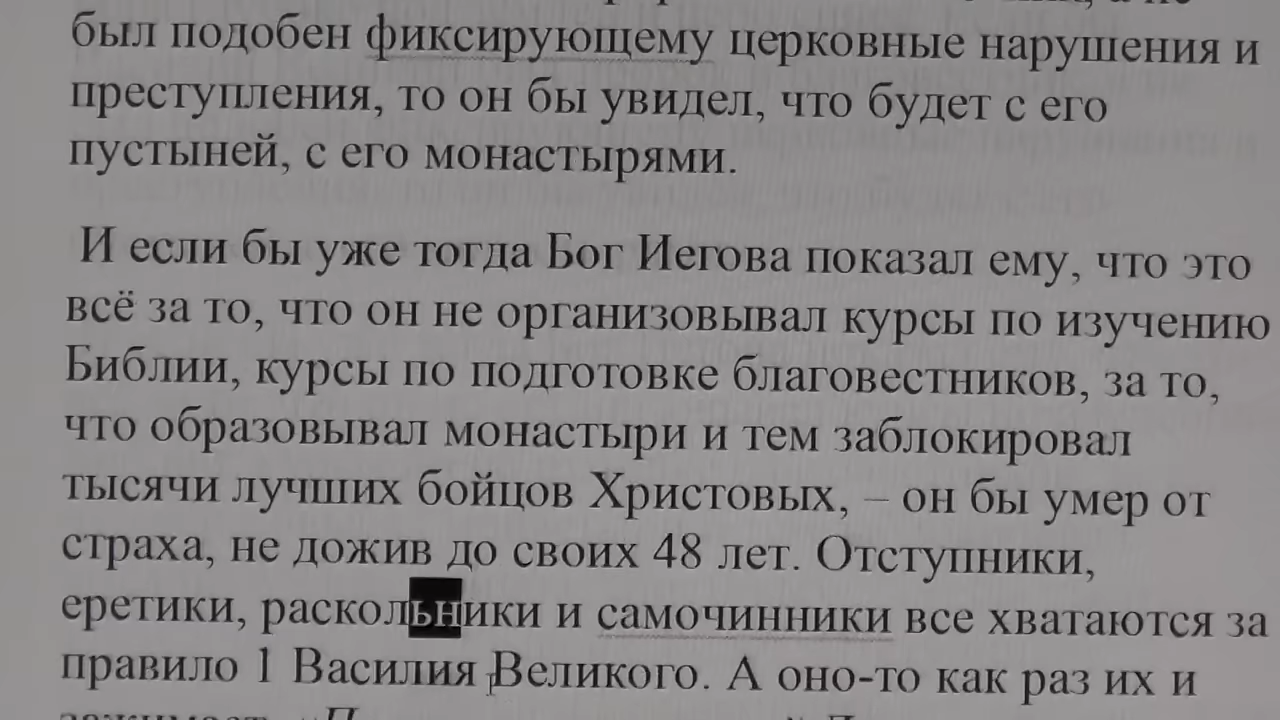 был подобен фиксирующему церковные нарушения и
преступления, то он бы увидел, что будет с его
пустыней, с его монастырями.
И если бы уже тогда Бог Иегова показал ему, что это
всё за то, что он не организовывал курсы по изучению
Библии, курсы по подготовке благовестников, за то,
что образовывал монастыри и тем заблокировал
тысячи лучших бойцов Христовых, – он бы умер от
страха, не дожив до своих 48 лет. Отступники,
еретики, раскольники и самочинники все хватаются за
правило 1 Василия Великого. А оно-то как раз их и